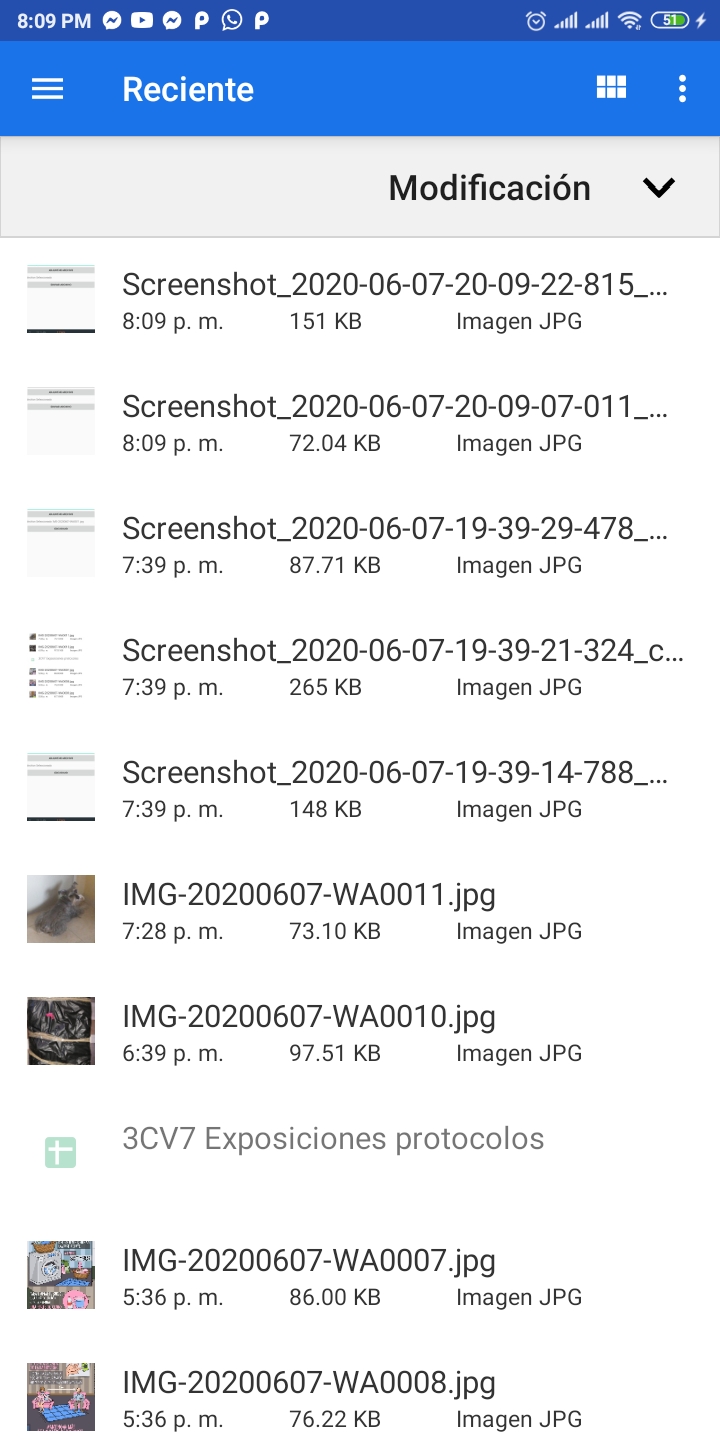 8:09 PM
51
Reciente
Modificación
Screenshot_2020-06-07-20-09-22-815_...
8:09 p. m. 151 KB Imagen JPG
Screenshot_2020-06-07-20-09-07-011_...
8:09 p. m. 72.04 KB Imagen JPG
Screenshot_2020-06-07-19-39-29-478_...
7:39 p. m. 87.71 KB Imagen JPG
Screenshot_2020-06-07-19-39-21-324_c...
7:39 p. m. 265 KB Imagen JPG
Screenshot_2020-06-07-19-39-14-788_...
7:39 p. m. 148 KB Imagen JPG
IMG-20200607-WA0011.jpg
7:28 p. m. 73.10 KB Imagen JPG
IMG-20200607-WA0010.jpg
6:39 p. m. 97.51 KB Imagen JPG
3CV7 Exposiciones protocolos
IMG-20200607-WA0007.jpg
5:36 p. m. 86.00 KB Imagen JPG
IMG-20200607-WA0008.jpg
5:36 p. m. 76.22 KB Imagen JPG